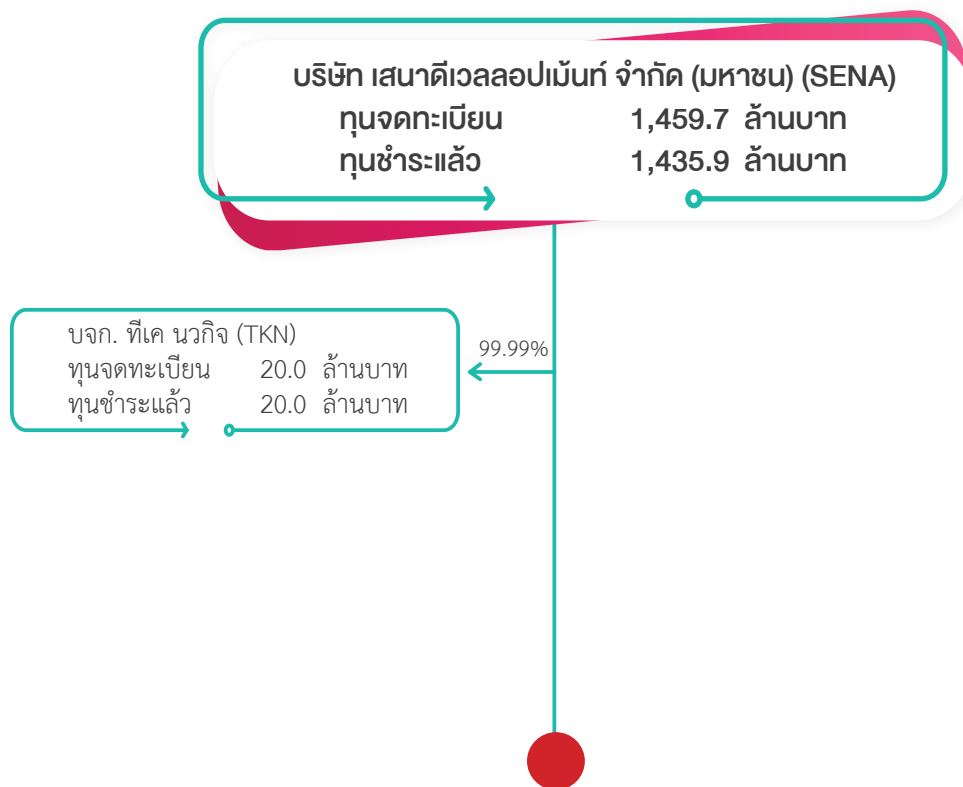 บริษัท เสนาดีเวลลอปเม้นท์ จำกัด (มหาชน) (SENA)
ทุนจดทะเบียน 1,459.7 ล้านบาท
ทุนชำระแล้ว 1,435.9 ล้านบาท
บจก. ทีเค นวกิจ (TKN)
ทุนจดทะเบียน 20.0 ล้านบาท
ทุนชำระแล้ว 20.0 ล้านบาท
99.99%